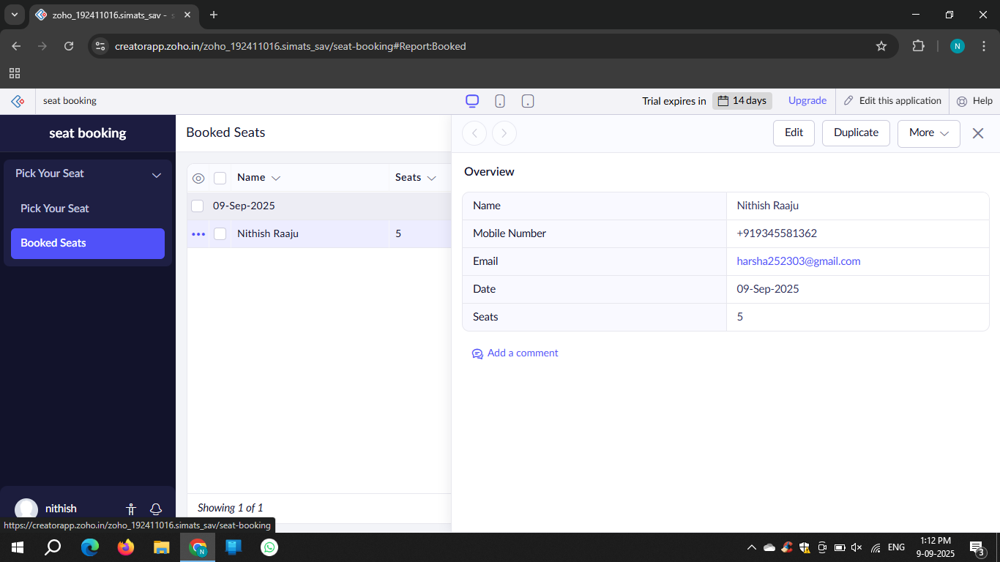 zoho_192411016.simats_sav - s
creatorapp.zoho.in/zoho_192411016.simats_sav/seat-booking#Report:Booked
N
seat booking
Trial expires in 14 days Upgrade Edit this application Help
seat booking
Pick Your Seat
Pick Your Seat
Booked Seats
Booked Seats
Name Seats
09-Sep-2025
Nithish Raaju 5
Showing 1 of 1
Edit Duplicate More
Overview
Name Nithish Raaju
Mobile Number +919345581362
Email harsha252303@gmail.com
Date 09-Sep-2025
Seats 5
Add a comment
nithish
https://creatorapp.zoho.in/zoho_192411016.simats_sav/seat-booking
N
ENG
1:12 PM
9-09-2025
3